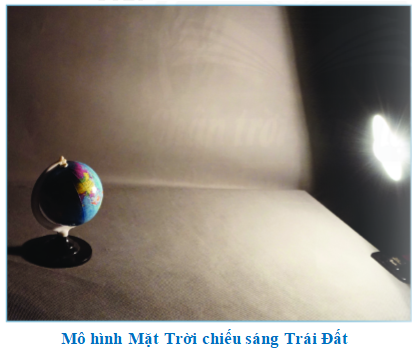 Mô hình Mặt Trời chiếu sáng Trái Đất